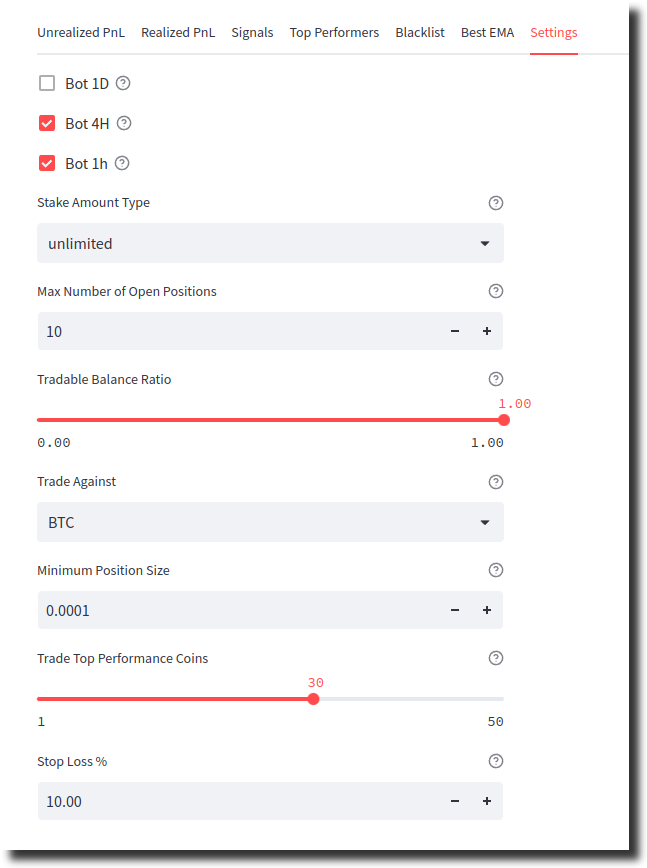 Unrealized PnL Realized PnL Signals Top Performers Blacklist Best EMA Settings
Bot 1D
Bot 4H
Bot 1h
Stake Amount Type
unlimited
Max Number of Open Positions
10
Tradable Balance Ratio
1.00
0.00 1.00
Trade Against
BTC
Minimum Position Size
0.0001
Trade Top Performance Coins
30
1 50
Stop Loss %
10.00